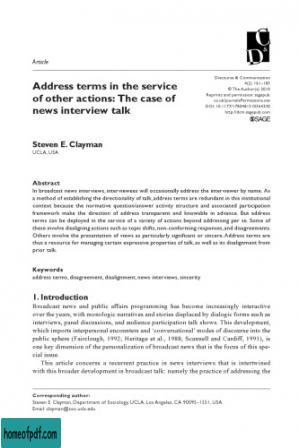 Article
C&D
Discourse & Communication
4(2) 161–183
© The Author(s) 2010
Reprints and permission: sagepub.
co.uk/journalsPermissions.nav
http://dcm.sagepub.com
SAGE
Address terms in the service
of other actions: The case of
news interview talk
Steven E. Clayman
UCLA, USA
Abstract
In broadcast news interviews, interviewees will occasionally address the interviewer by name. As
a method of establishing the directionality of talk, address terms are redundant in this institutional
context because the normative question/answer activity structure and associated participation
framework make the direction of address transparent and knowable in advance. But address
terms can be deployed in the service of a variety of actions beyond addressing per se. Some of
these involve disaligning actions such as topic shifts, non-conforming responses, and disagreements.
Others involve the presentation of views as particularly significant or sincere. Address terms are
thus a resource for managing certain expressive properties of talk, as well as its disalignment from
prior talk.
Keywords
address terms, disagreement, disalignment, news interviews, sincerity
1. Introduction
Broadcast news and public affairs programming has become increasingly interactive
over the years, with monologic narratives and stories displaced by dialogic forms such as
interviews, panel discussions, and audience participation talk shows. This development,
which imports interpersonal encounters and 'conversational' modes of discourse into the
public sphere (Fairclough, 1992; Heritage et al., 1988; Scannell and Cardiff, 1991), is
one key dimension of the personalization of broadcast news that is the focus of this spe-
cial issue.
This article concerns a recurrent practice in news interviews that is intertwined
with this broader development in broadcast talk: namely the practice of addressing the
Corresponding author:
Steven E. Clayman, Department of Sociology, UCLA, Los Angeles, CA 90095-1551, USA
Email: clayman@soc.ucla.edu
homeofpdf.com